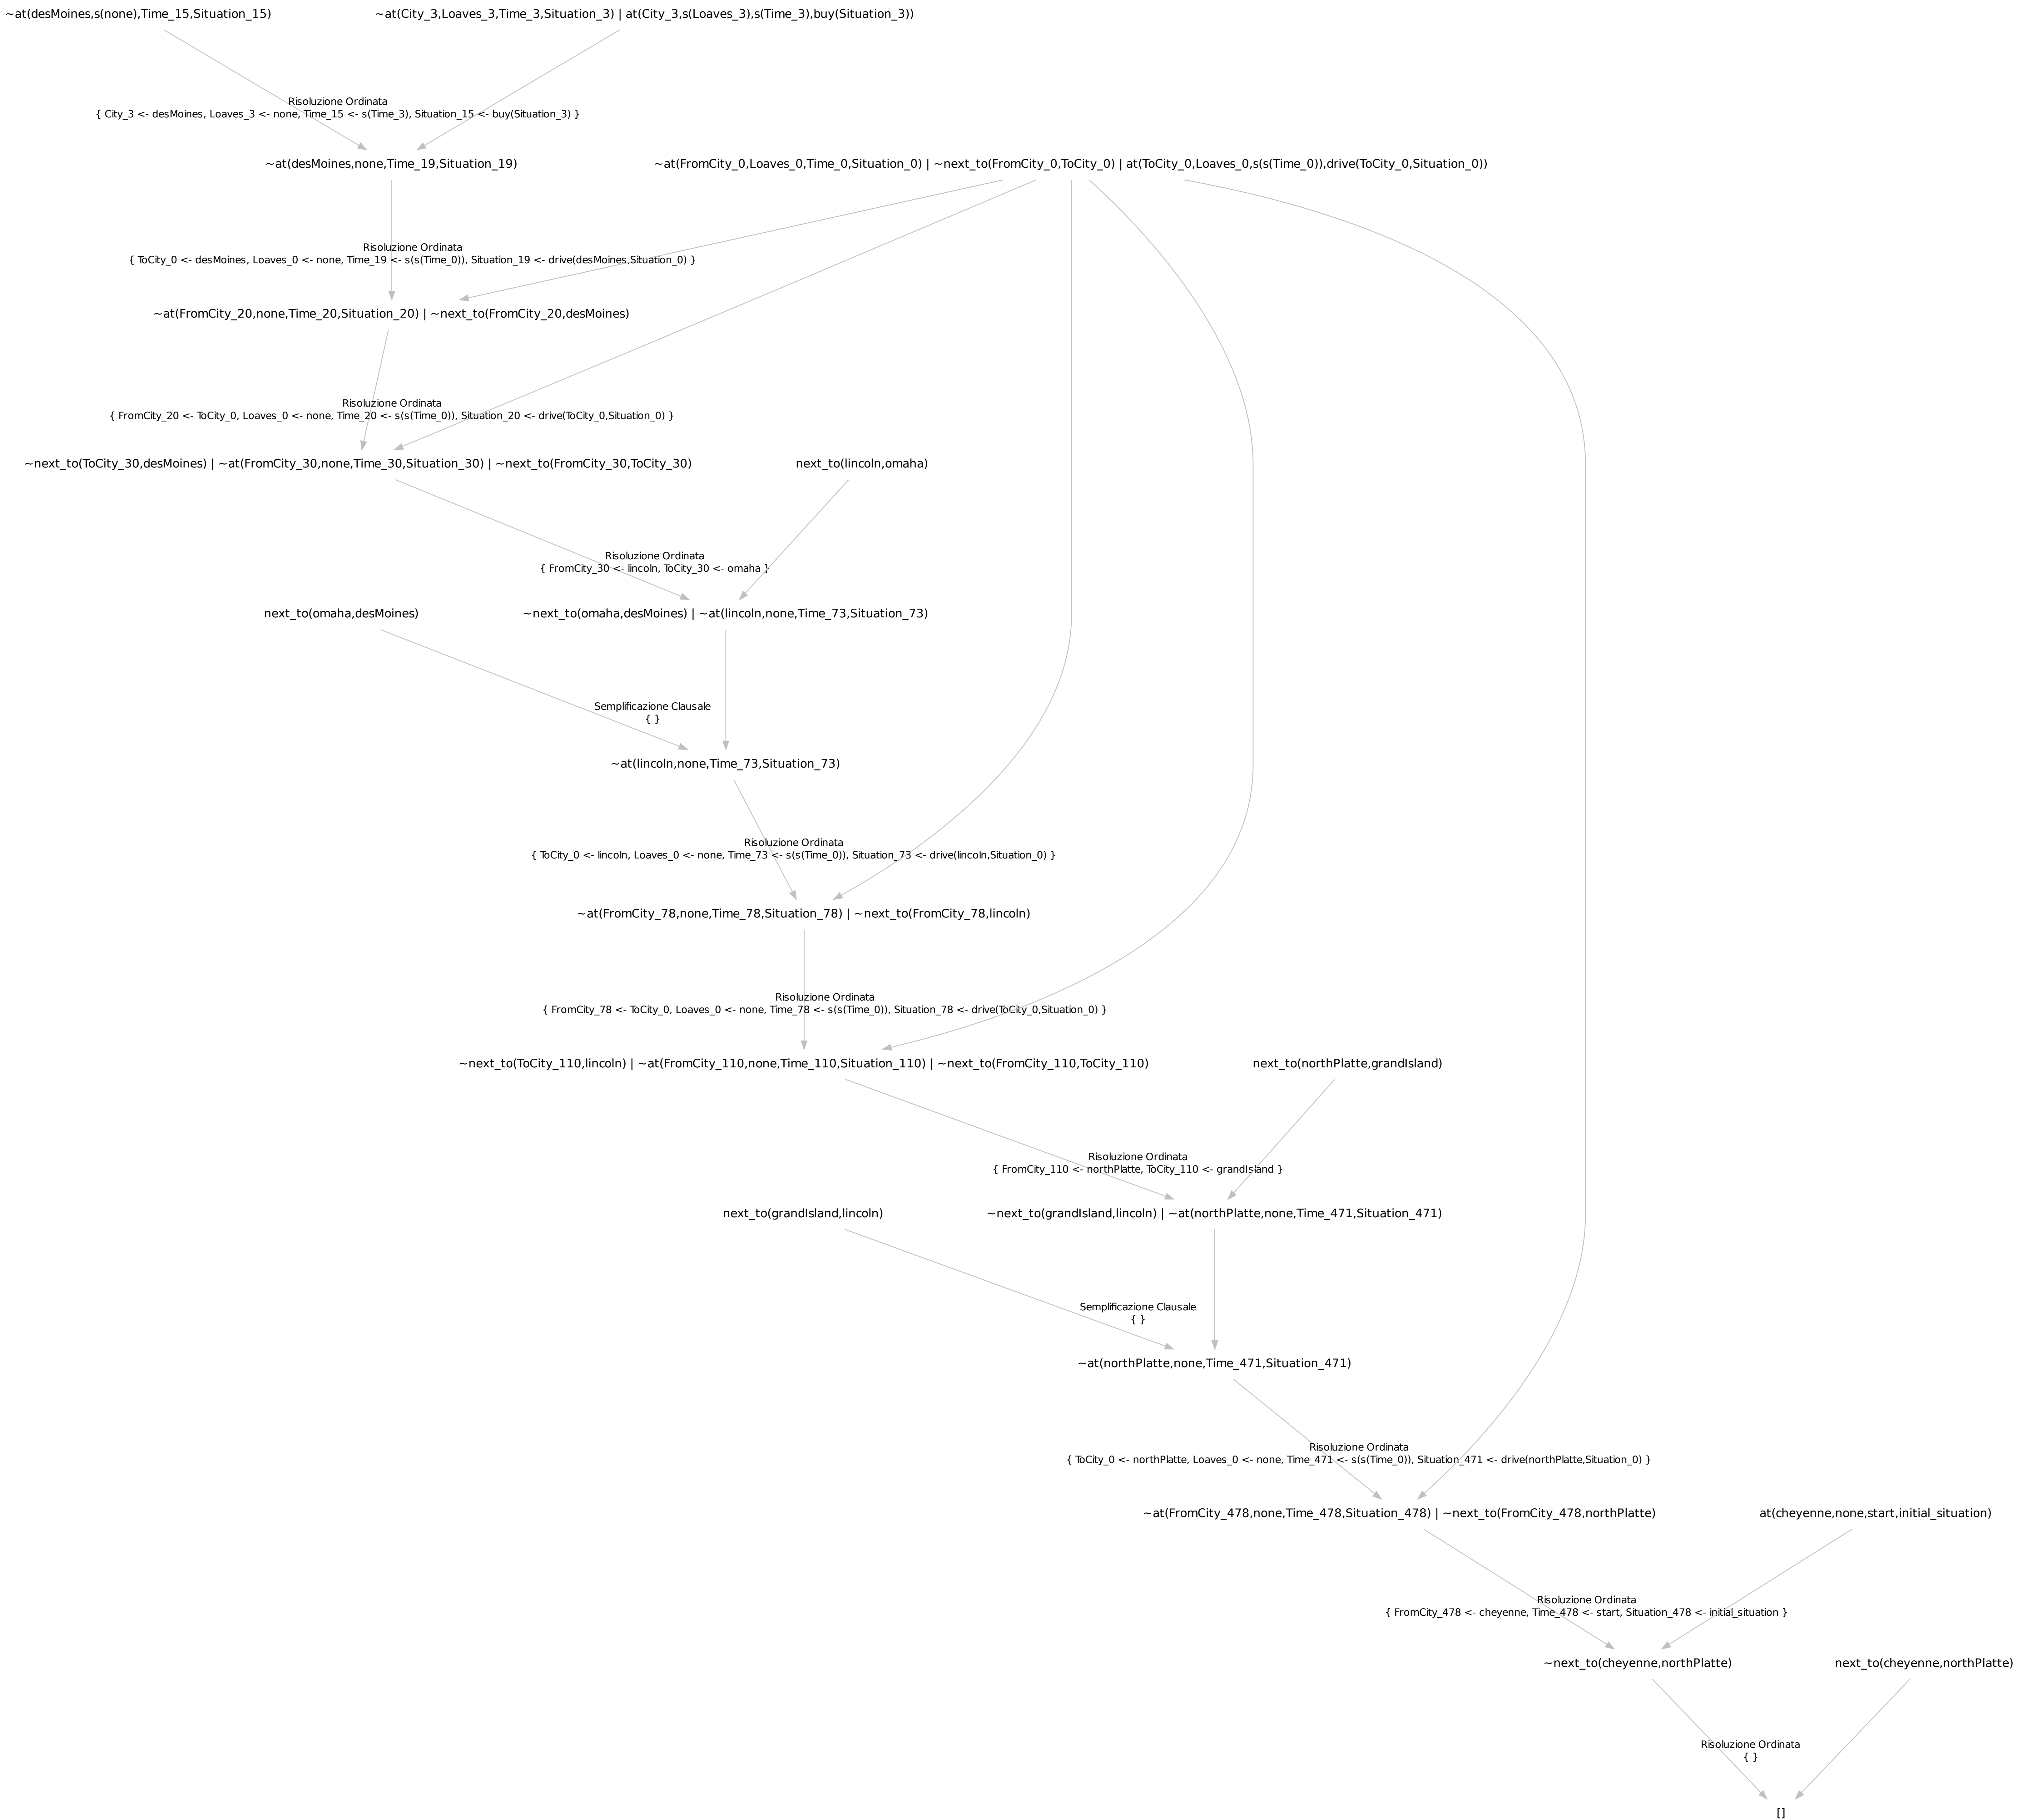 ~at(desMoines,s(none),Time_15,Situation_15)
~at(City_3,Loaves_3,Time_3,Situation_3) | at(City_3,s(Loaves_3),s(Time_3),buy(Situation_3))
Risoluzione Ordinata
{ City_3 <- desMoines, Loaves_3 <- none, Time_15 <- s(Time_3), Situation_15 <- buy(Situation_3) }
~at(desMoines,none,Time_19,Situation_19)
~at(FromCity_0,Loaves_0,Time_0,Situation_0) | ~next_to(FromCity_0,ToCity_0) | at(ToCity_0,Loaves_0,s(s(Time_0)),drive(ToCity_0,Situation_0))
Risoluzione Ordinata
{ ToCity_0 <- desMoines, Loaves_0 <- none, Time_19 <- s(s(Time_0)), Situation_19 <- drive(desMoines,Situation_0) }
~at(FromCity_20,none,Time_20,Situation_20) | ~next_to(FromCity_20,desMoines)
Risoluzione Ordinata
{ FromCity_20 <- ToCity_0, Loaves_0 <- none, Time_20 <- s(s(Time_0)), Situation_20 <- drive(ToCity_0,Situation_0) }
~next_to(ToCity_30,desMoines) | ~at(FromCity_30,none,Time_30,Situation_30) | ~next_to(FromCity_30,ToCity_30)
next_to(lincoln,omaha)
Risoluzione Ordinata
{ FromCity_30 <- lincoln, ToCity_30 <- omaha }
next_to(omaha,desMoines)
~next_to(omaha,desMoines) | ~at(lincoln,none,Time_73,Situation_73)
Semplificazione Clausale
{ }
~at(lincoln,none,Time_73,Situation_73)
Risoluzione Ordinata
{ ToCity_0 <- lincoln, Loaves_0 <- none, Time_73 <- s(s(Time_0)), Situation_73 <- drive(lincoln,Situation_0) }
~at(FromCity_78,none,Time_78,Situation_78) | ~next_to(FromCity_78,lincoln)
Risoluzione Ordinata
{ FromCity_78 <- ToCity_0, Loaves_0 <- none, Time_78 <- s(s(Time_0)), Situation_78 <- drive(ToCity_0,Situation_0) }
~next_to(ToCity_110,lincoln) | ~at(FromCity_110,none,Time_110,Situation_110) | ~next_to(FromCity_110,ToCity_110)
next_to(northPlatte,grandIsland)
Risoluzione Ordinata
{ FromCity_110 <- northPlatte, ToCity_110 <- grandIsland }
next_to(grandIsland,lincoln)
~next_to(grandIsland,lincoln) | ~at(northPlatte,none,Time_471,Situation_471)
Semplificazione Clausale
{ }
~at(northPlatte,none,Time_471,Situation_471)
Risoluzione Ordinata
{ ToCity_0 <- northPlatte, Loaves_0 <- none, Time_471 <- s(s(Time_0)), Situation_471 <- drive(northPlatte,Situation_0) }
~at(FromCity_478,none,Time_478,Situation_478) | ~next_to(FromCity_478,northPlatte)
at(cheyenne,none,start,initial_situation)
Risoluzione Ordinata
{ FromCity_478 <- cheyenne, Time_478 <- start, Situation_478 <- initial_situation }
~next_to(cheyenne,northPlatte)
next_to(cheyenne,northPlatte)
Risoluzione Ordinata
{ }
[]